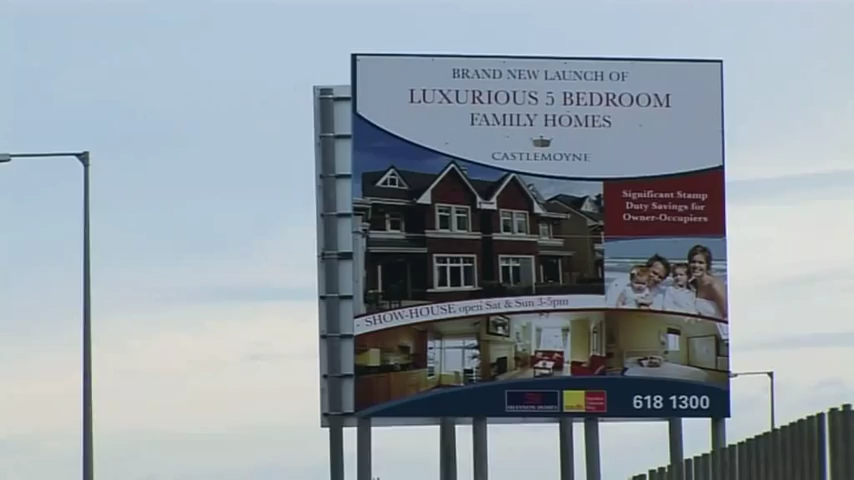 BRAND NEW LAUNCH OF
LUXURIOUS 5 BEDROOM
FAMILY HOMES
CASTLEMOYNE
Significant Stamp
Duty Savings for
Owner-Occupiers
SHOW-HOUSE open Sat & Sun 3-5pm
618 1300